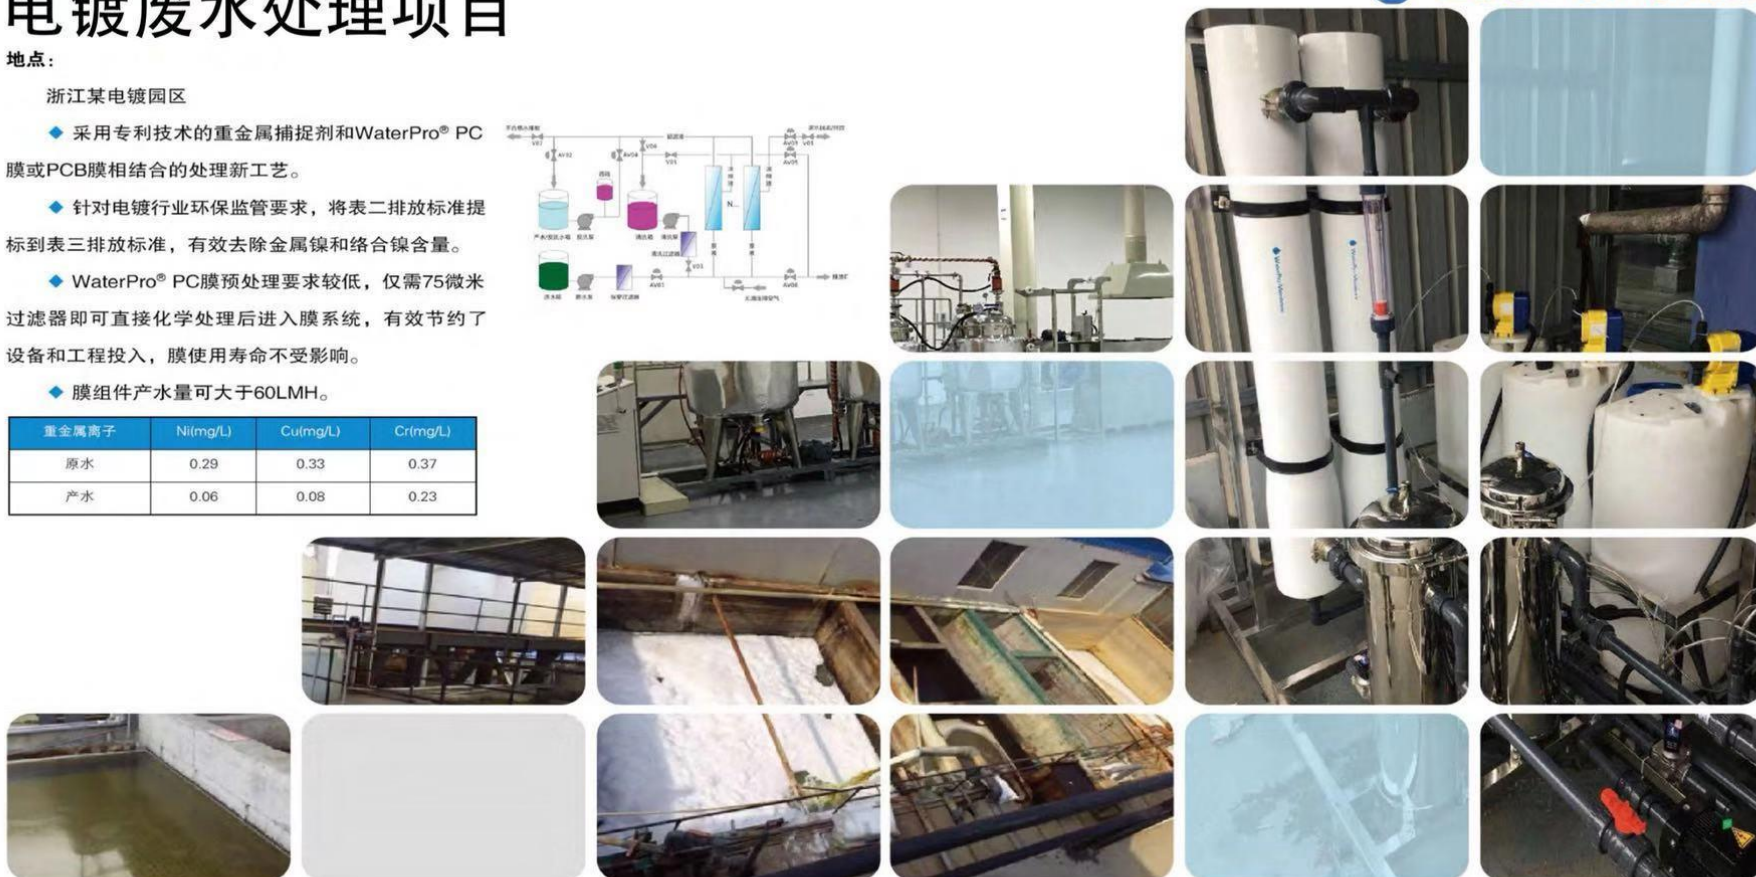 电镀废水处理项目
地点：
浙江某电镀园区
◆ 采用专利技术的重金属捕捉剂和WaterPro® PC
膜或PCB膜相结合的处理新工艺。
◆ 针对电镀行业环保监管要求，将表二排放标准提
标到表三排放标准，有效去除金属镍和络合镍含量。
◆ WaterPro® PC膜预处理要求较低，仅需75微米
过滤器即可直接化学处理后进入膜系统，有效节约了
设备和工程投入，膜使用寿命不受影响。
◆ 膜组件产水量可大于60LMH。
重金属离子 Ni(mg/L) Cu(mg/L) Cr(mg/L)
原水 0.29 0.33 0.37
产水 0.06 0.08 0.23
AV02
AV04
V05
AV05
N...
AV01
AV06